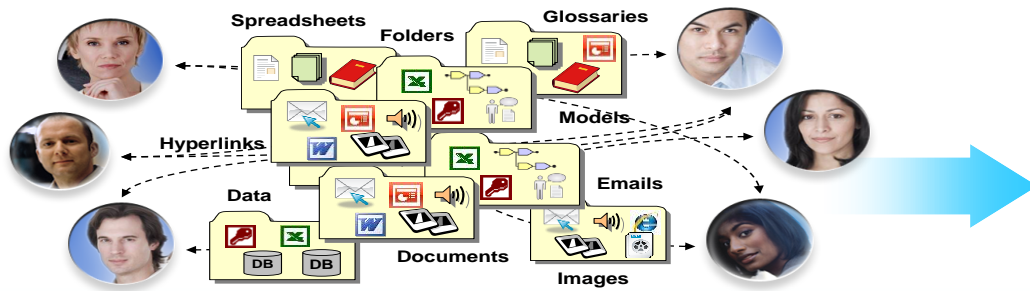 Spreadsheets
Glossaries
Folders
Models
Hyperlinks
Data
Emails
Documents
Images
DB
DB